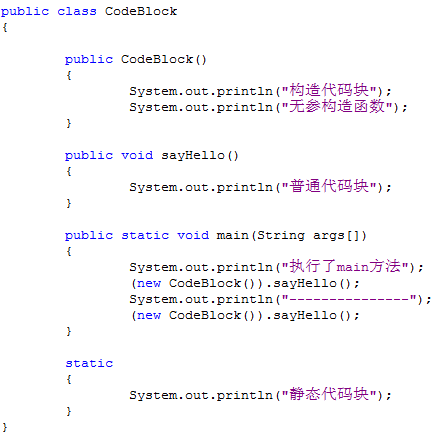 public class CodeBlock
{
public CodeBlock()
{
System.out.println("构造代码块");
System.out.println("无参构造函数");
}
public void sayHello()
{
System.out.println("普通代码块");
}
public static void main(String args[])
{
System.out.println("执行了main方法");
(new CodeBlock()).sayHello();
System.out.println("---------------");
(new CodeBlock()).sayHello();
}
static
{
System.out.println("静态代码块");
}
}